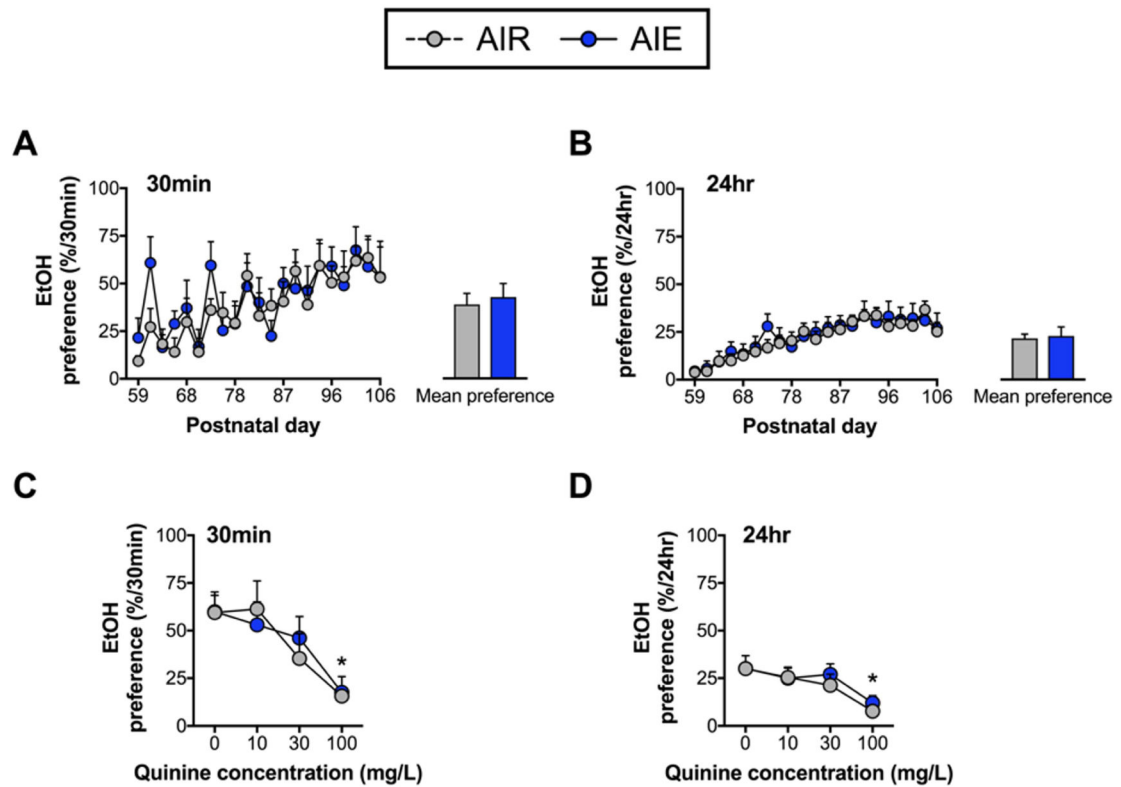 AIR AIE
A
30min
EtOH
preference (%/30min)
100
75
50
25
0
59 68 78 87 96 106
Postnatal day
Mean preference
B
24hr
EtOH
preference (%/24hr)
100
75
50
25
0
59 68 78 87 96 106
Postnatal day
Mean preference
C
30min
EtOH
preference (%/30min)
100
75
50
25
0
*
0 10 30 100
Quinine concentration (mg/L)
D
24hr
EtOH
preference (%/24hr)
100
75
50
25
0
*
0 10 30 100
Quinine concentration (mg/L)